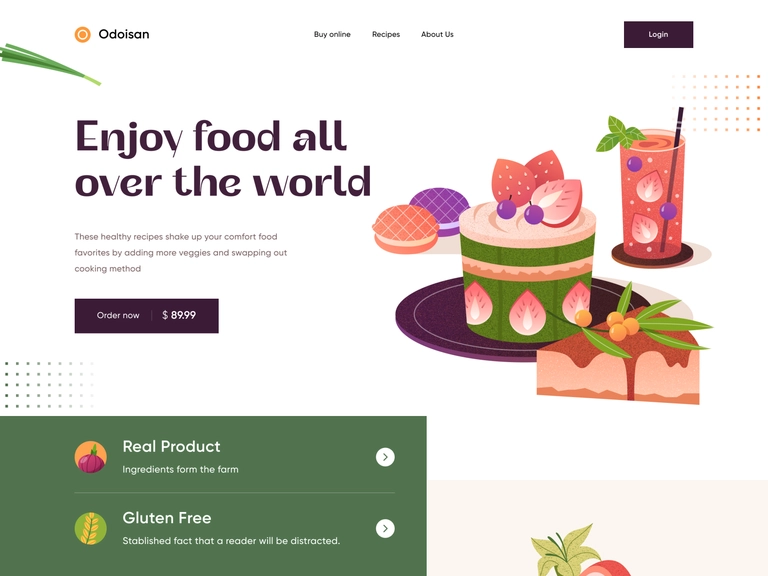 Odoisan
Buy online
Recipes
About Us
Login
Enjoy food all
over the world
These healthy recipes shake up your comfort food
favorites by adding more veggies and swapping out
cooking method
Order now
$ 89.99
Real Product
Ingredients form the farm
Gluten Free
Stablished fact that a reader will be distracted.